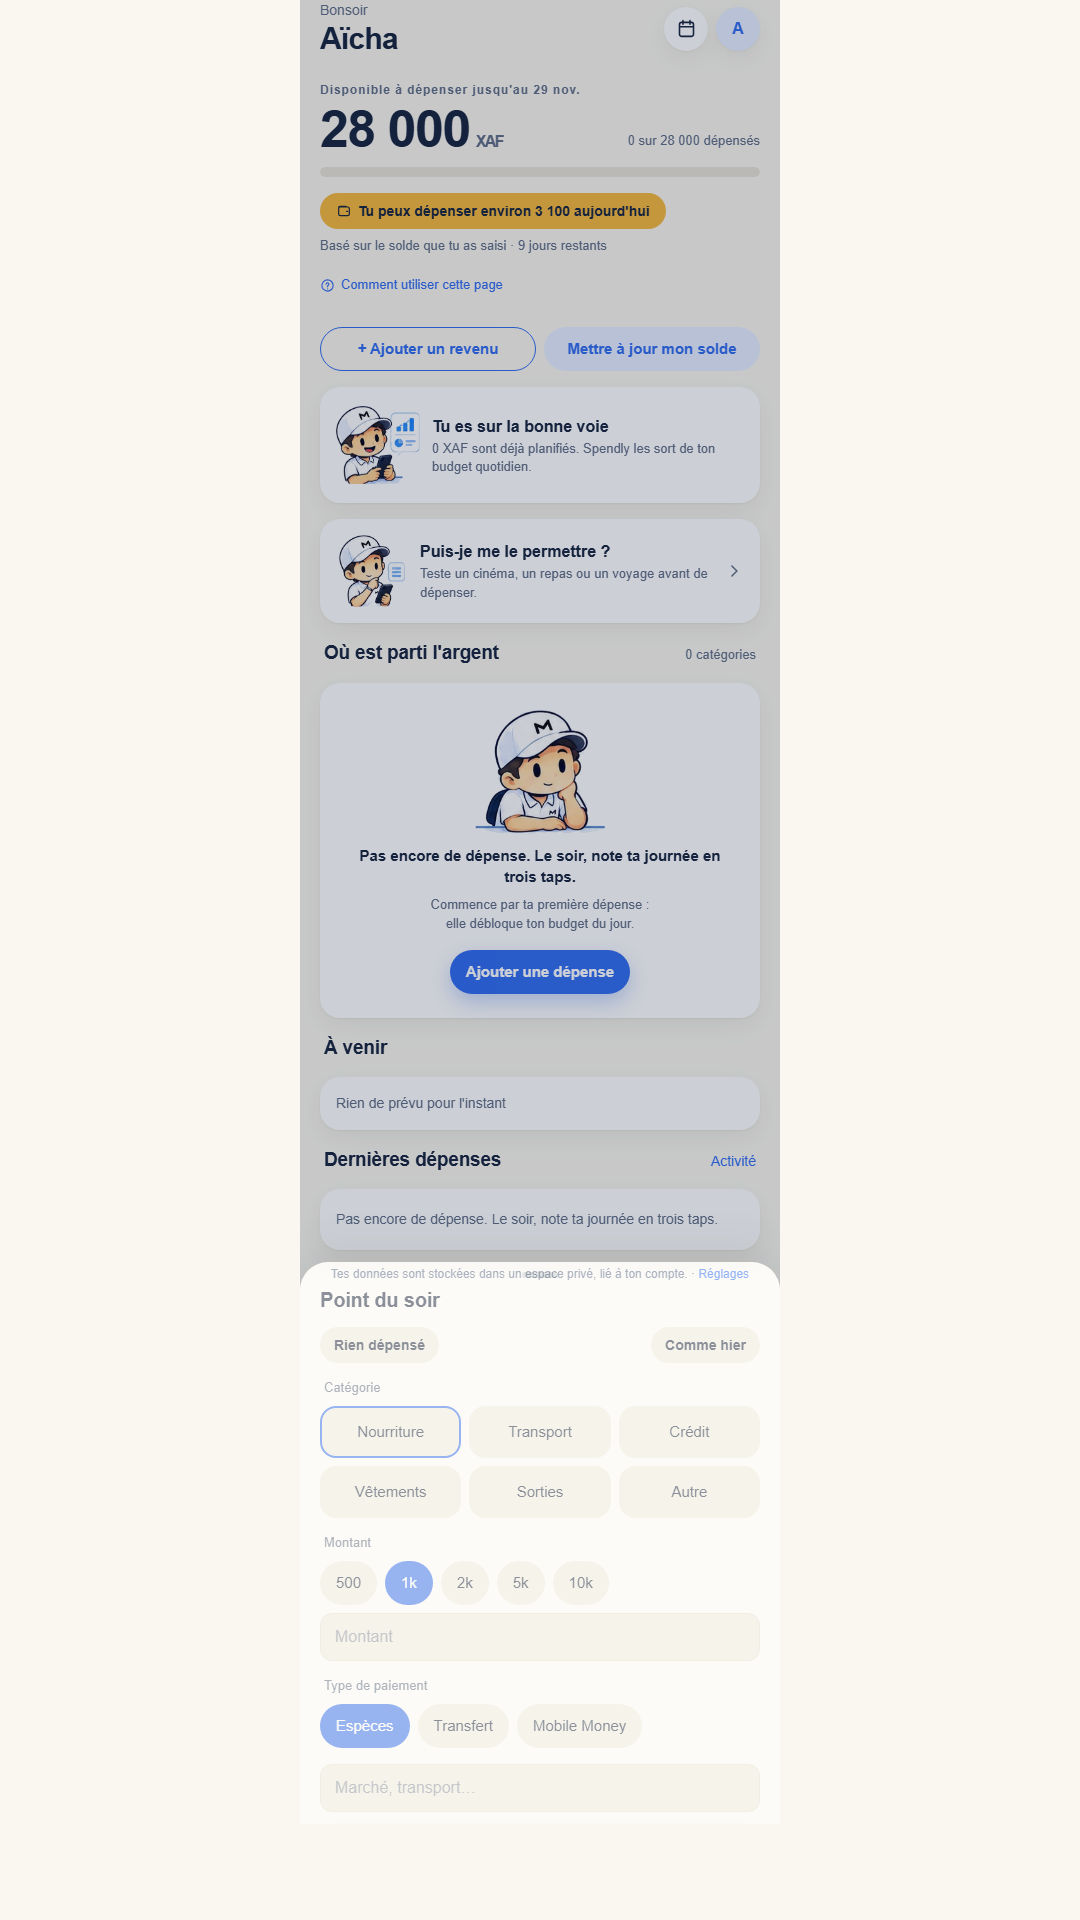 Bonsoir
Aïcha
A
Disponible à dépenser jusqu'au 29 nov.
28 000 XAF
0 sur 28 000 dépensés
Tu peux dépenser environ 3 100 aujourd'hui
Basé sur le solde que tu as saisi · 9 jours restants
Comment utiliser cette page
+ Ajouter un revenu
Mettre à jour mon solde
M
Tu es sur la bonne voie
0 XAF sont déjà planifiés. Spendly les sort de ton
budget quotidien.
M
Puis-je me le permettre ?
Teste un cinéma, un repas ou un voyage avant de
dépenser.
Où est parti l'argent
0 catégories
M
M
Pas encore de dépense. Le soir, note ta journée en
trois taps.
Commence par ta première dépense :
elle débloque ton budget du jour.
Ajouter une dépense
À venir
Rien de prévu pour l'instant
Dernières dépenses
Activité
Pas encore de dépense. Le soir, note ta journée en trois taps.
Tes données sont stockées dans un espace privé, lié à ton compte. · Réglages
Point du soir
Rien dépensé
Comme hier
Catégorie
Nourriture
Transport
Crédit
Vêtements
Sorties
Autre
Montant
500
1k
2k
5k
10k
Montant
Type de paiement
Espèces
Transfert
Mobile Money
Marché, transport...